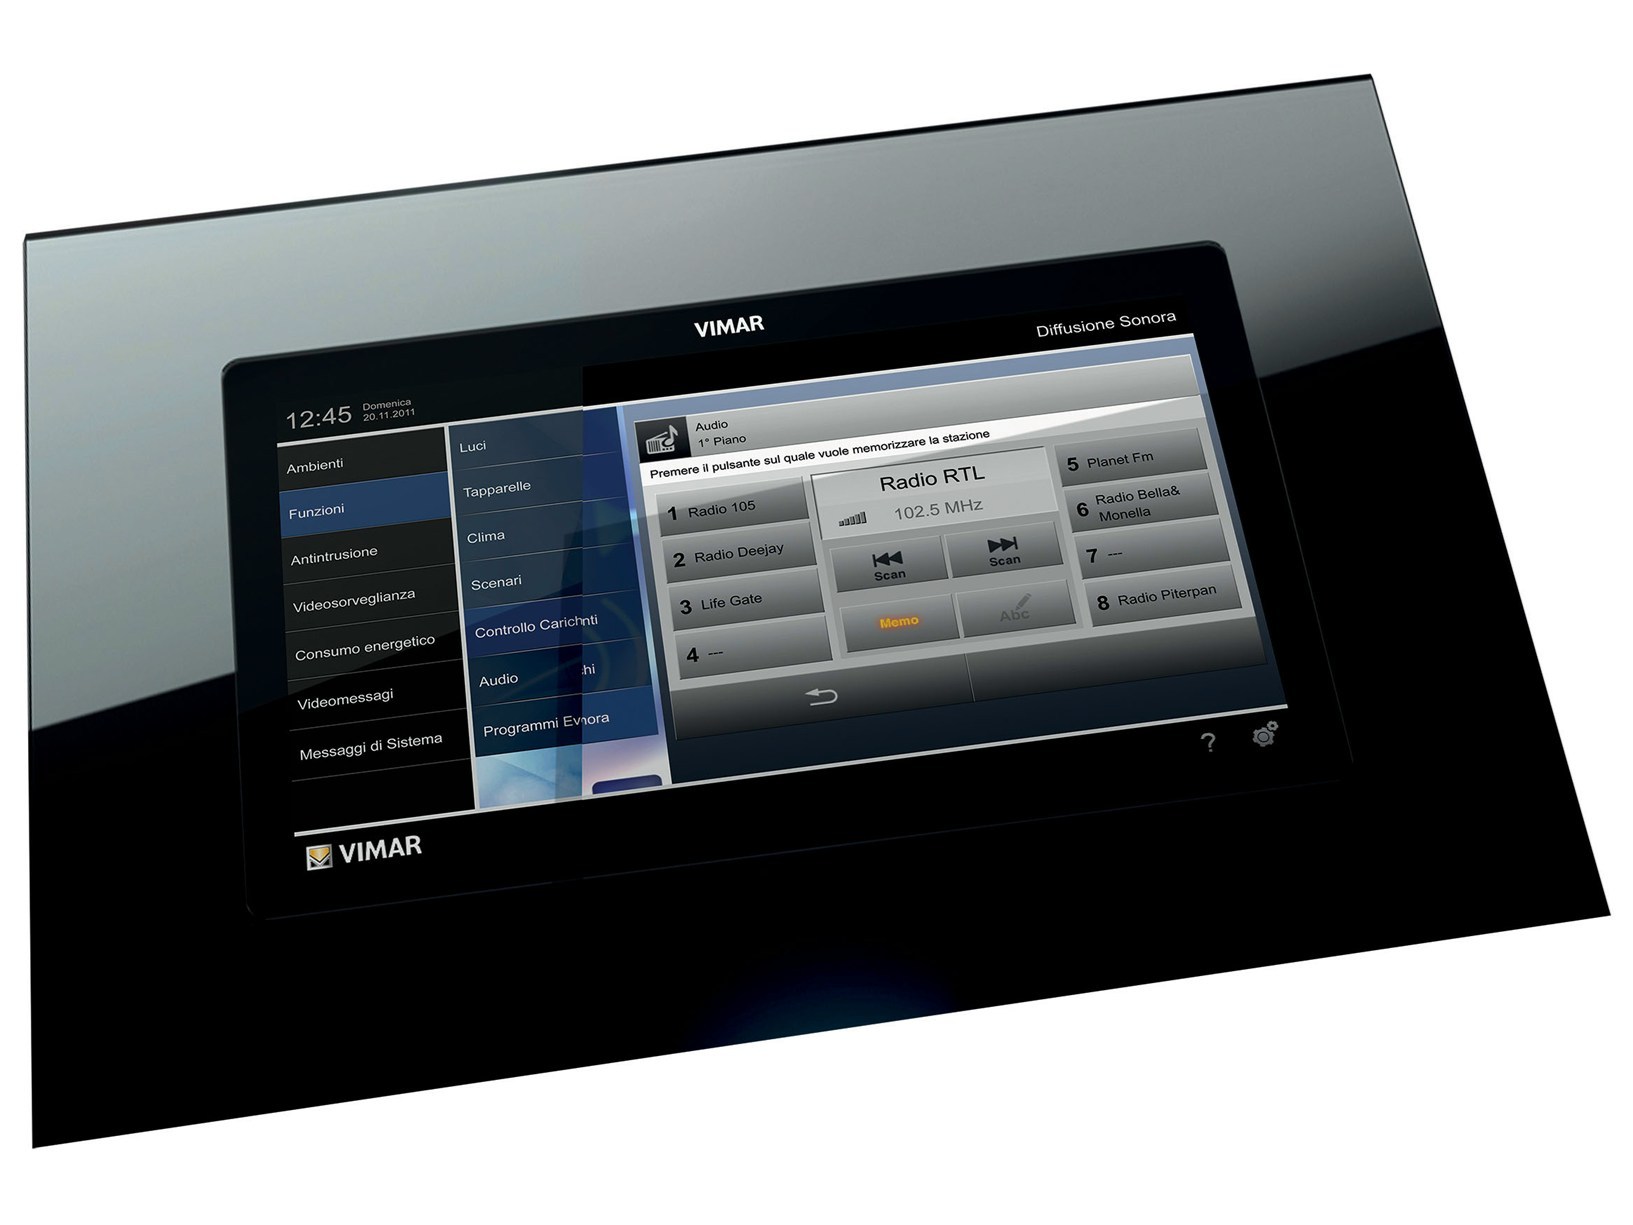 VIMAR
Diffusione Sonora
12:45
Domenica
20.11.2011
Ambienti
Funzioni
Antintrusione
Videosorveglianza
Consumo energetico
Videomessagi
Messaggi di Sistema
Luci
Tapparelle
Clima
Scenari
Controllo Carichnti
Audio
hi
Programmi Evnora
Audio
1° Piano
Premere il pulsante sul quale vuole memorizzare la stazione
1 Radio 105
2 Radio Deejay
3 Life Gate
4 ---
Radio RTL
102.5 MHz
Scan
Scan
Memo
Abc
5 Planet Fm
6 Radio Bella&
Monella
7 ---
8 Radio Piterpan
?
VIMAR